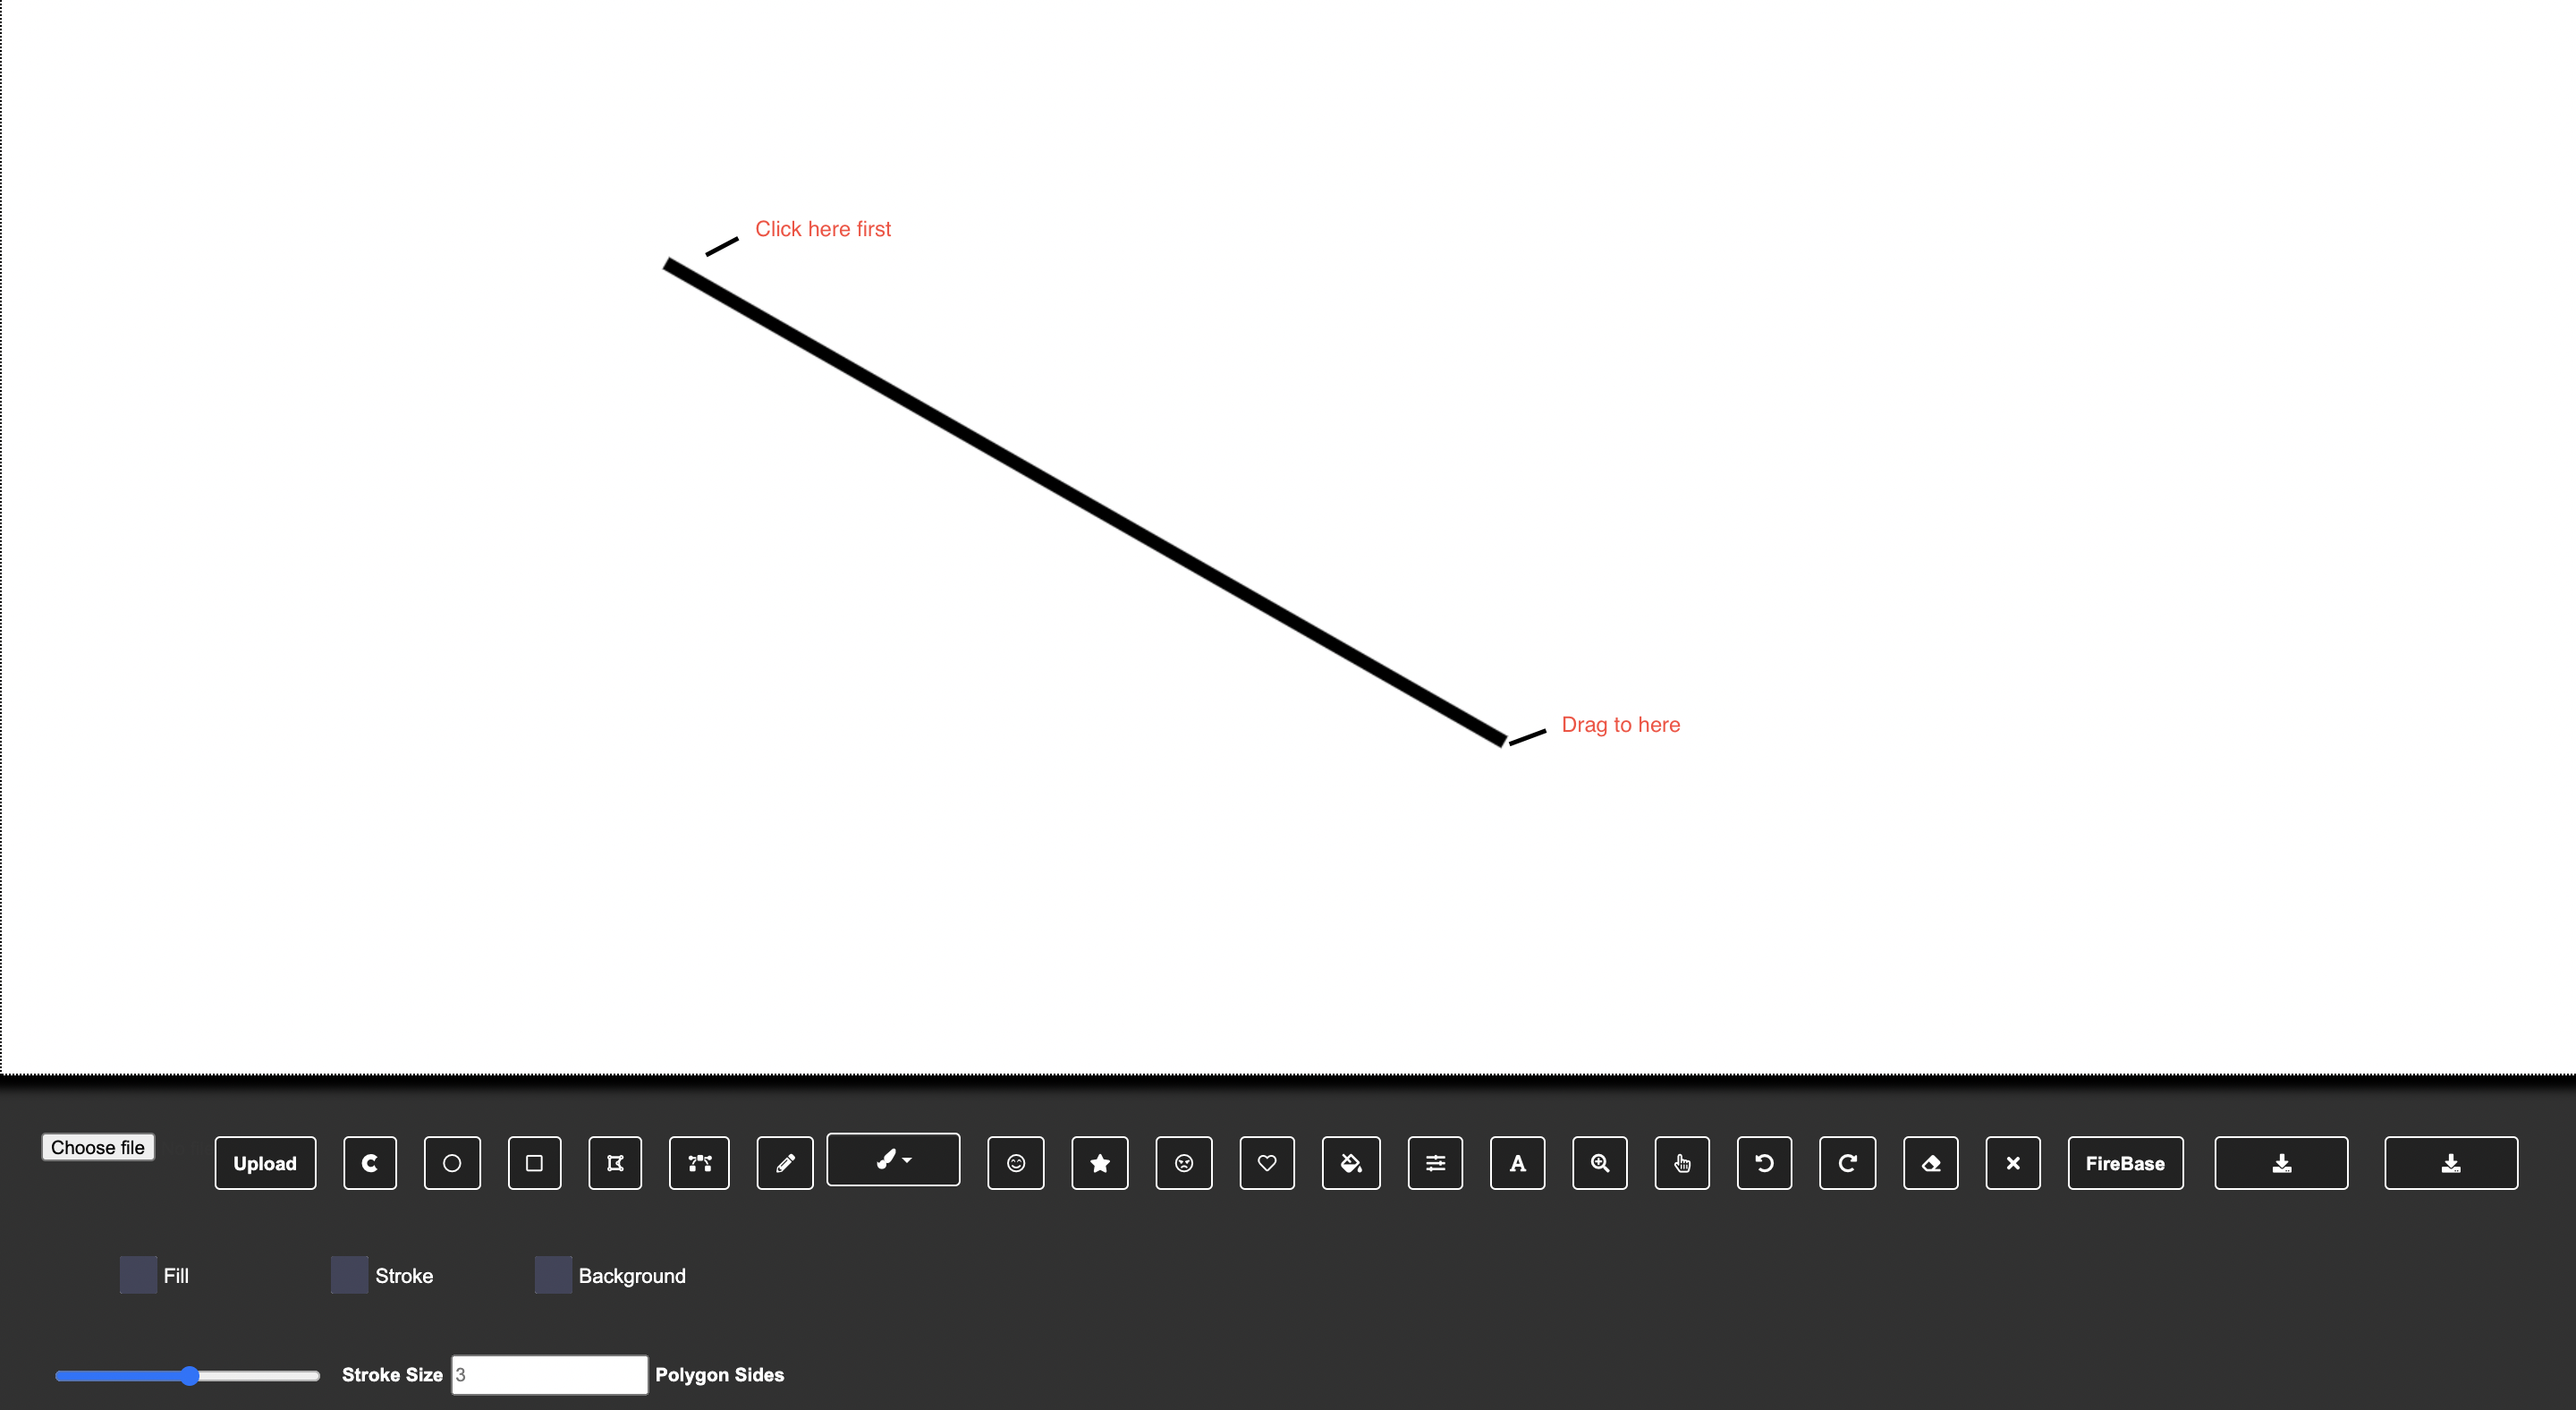 Click here first
Drag to here
Choose file
Upload
A
FireBase
Fill
Stroke
Background
Stroke Size
3
Polygon Sides